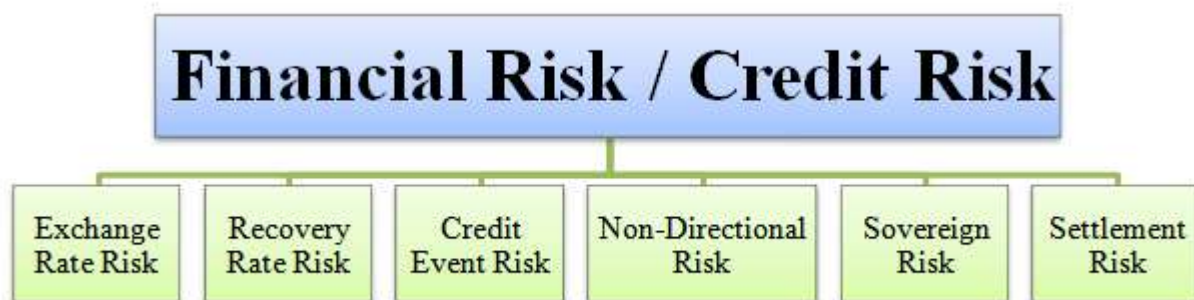 Financial Risk / Credit Risk
Exchange
Rate Risk
Recovery
Rate Risk
Credit
Event Risk
Non-Directional
Risk
Sovereign
Risk
Settlement
Risk